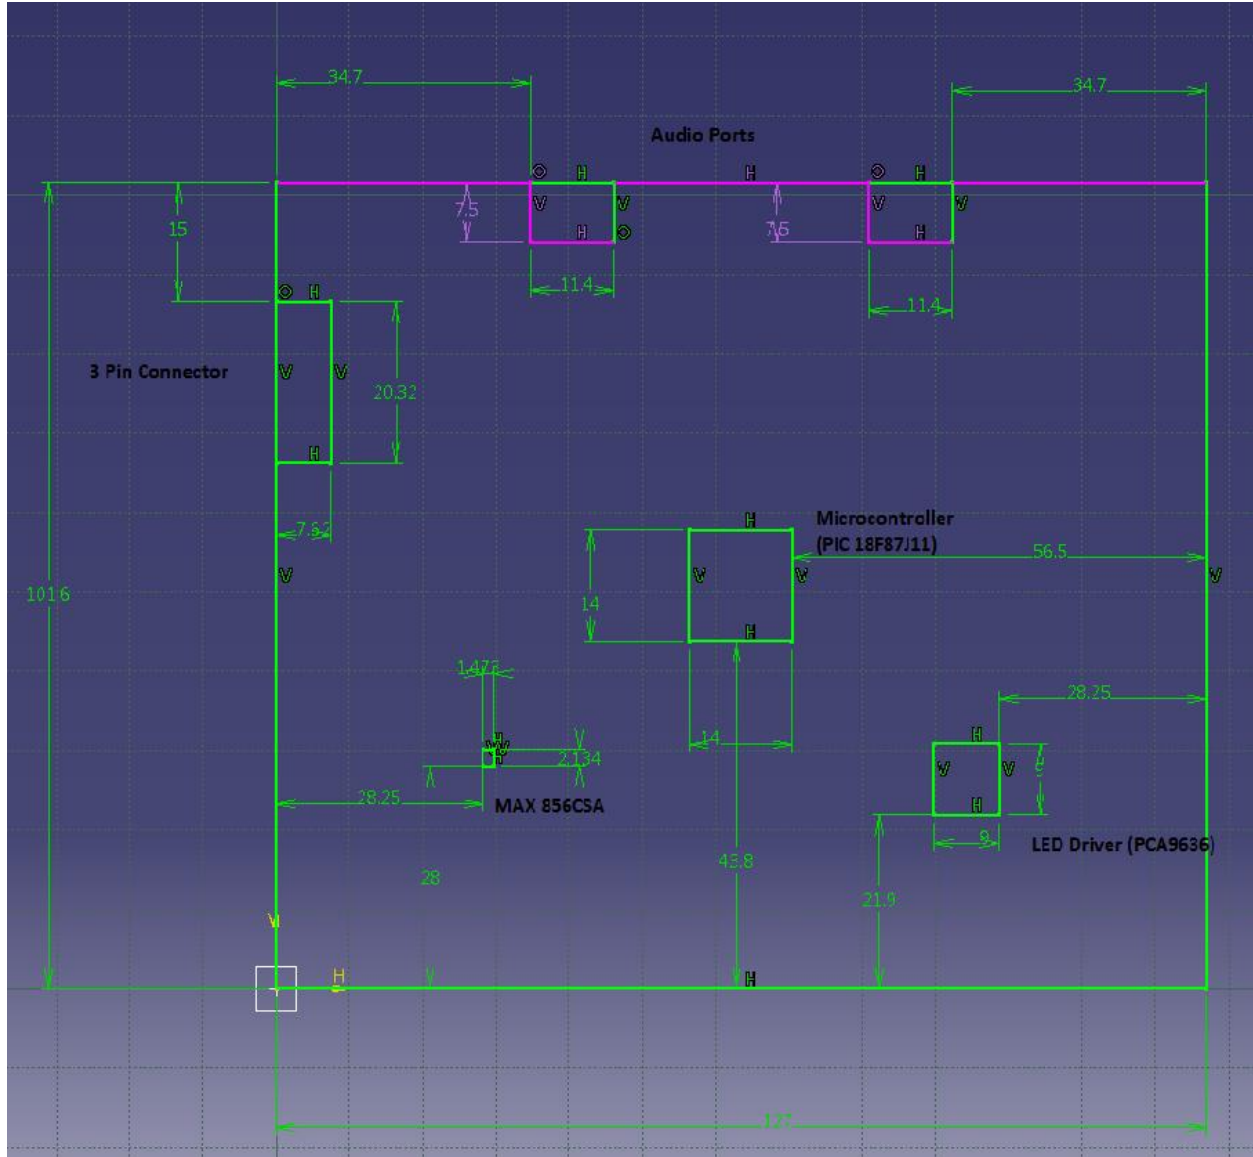 34.7
34.7
Audio Ports
H H H
V V V V
7.5 7.5
15
H
11.4
11.4
H
3 Pin Connector
V V
20.32
H
H
Microcontroller
(PIC 18F87J11)
7.62
56.5
V V V V
101.6
14
H
1.473
28.25
14
H
H
2.134
V V
28.25
MAX 856CSA
H
9
LED Driver (PCA9636)
43.8
28
21.9
V
H
H
127